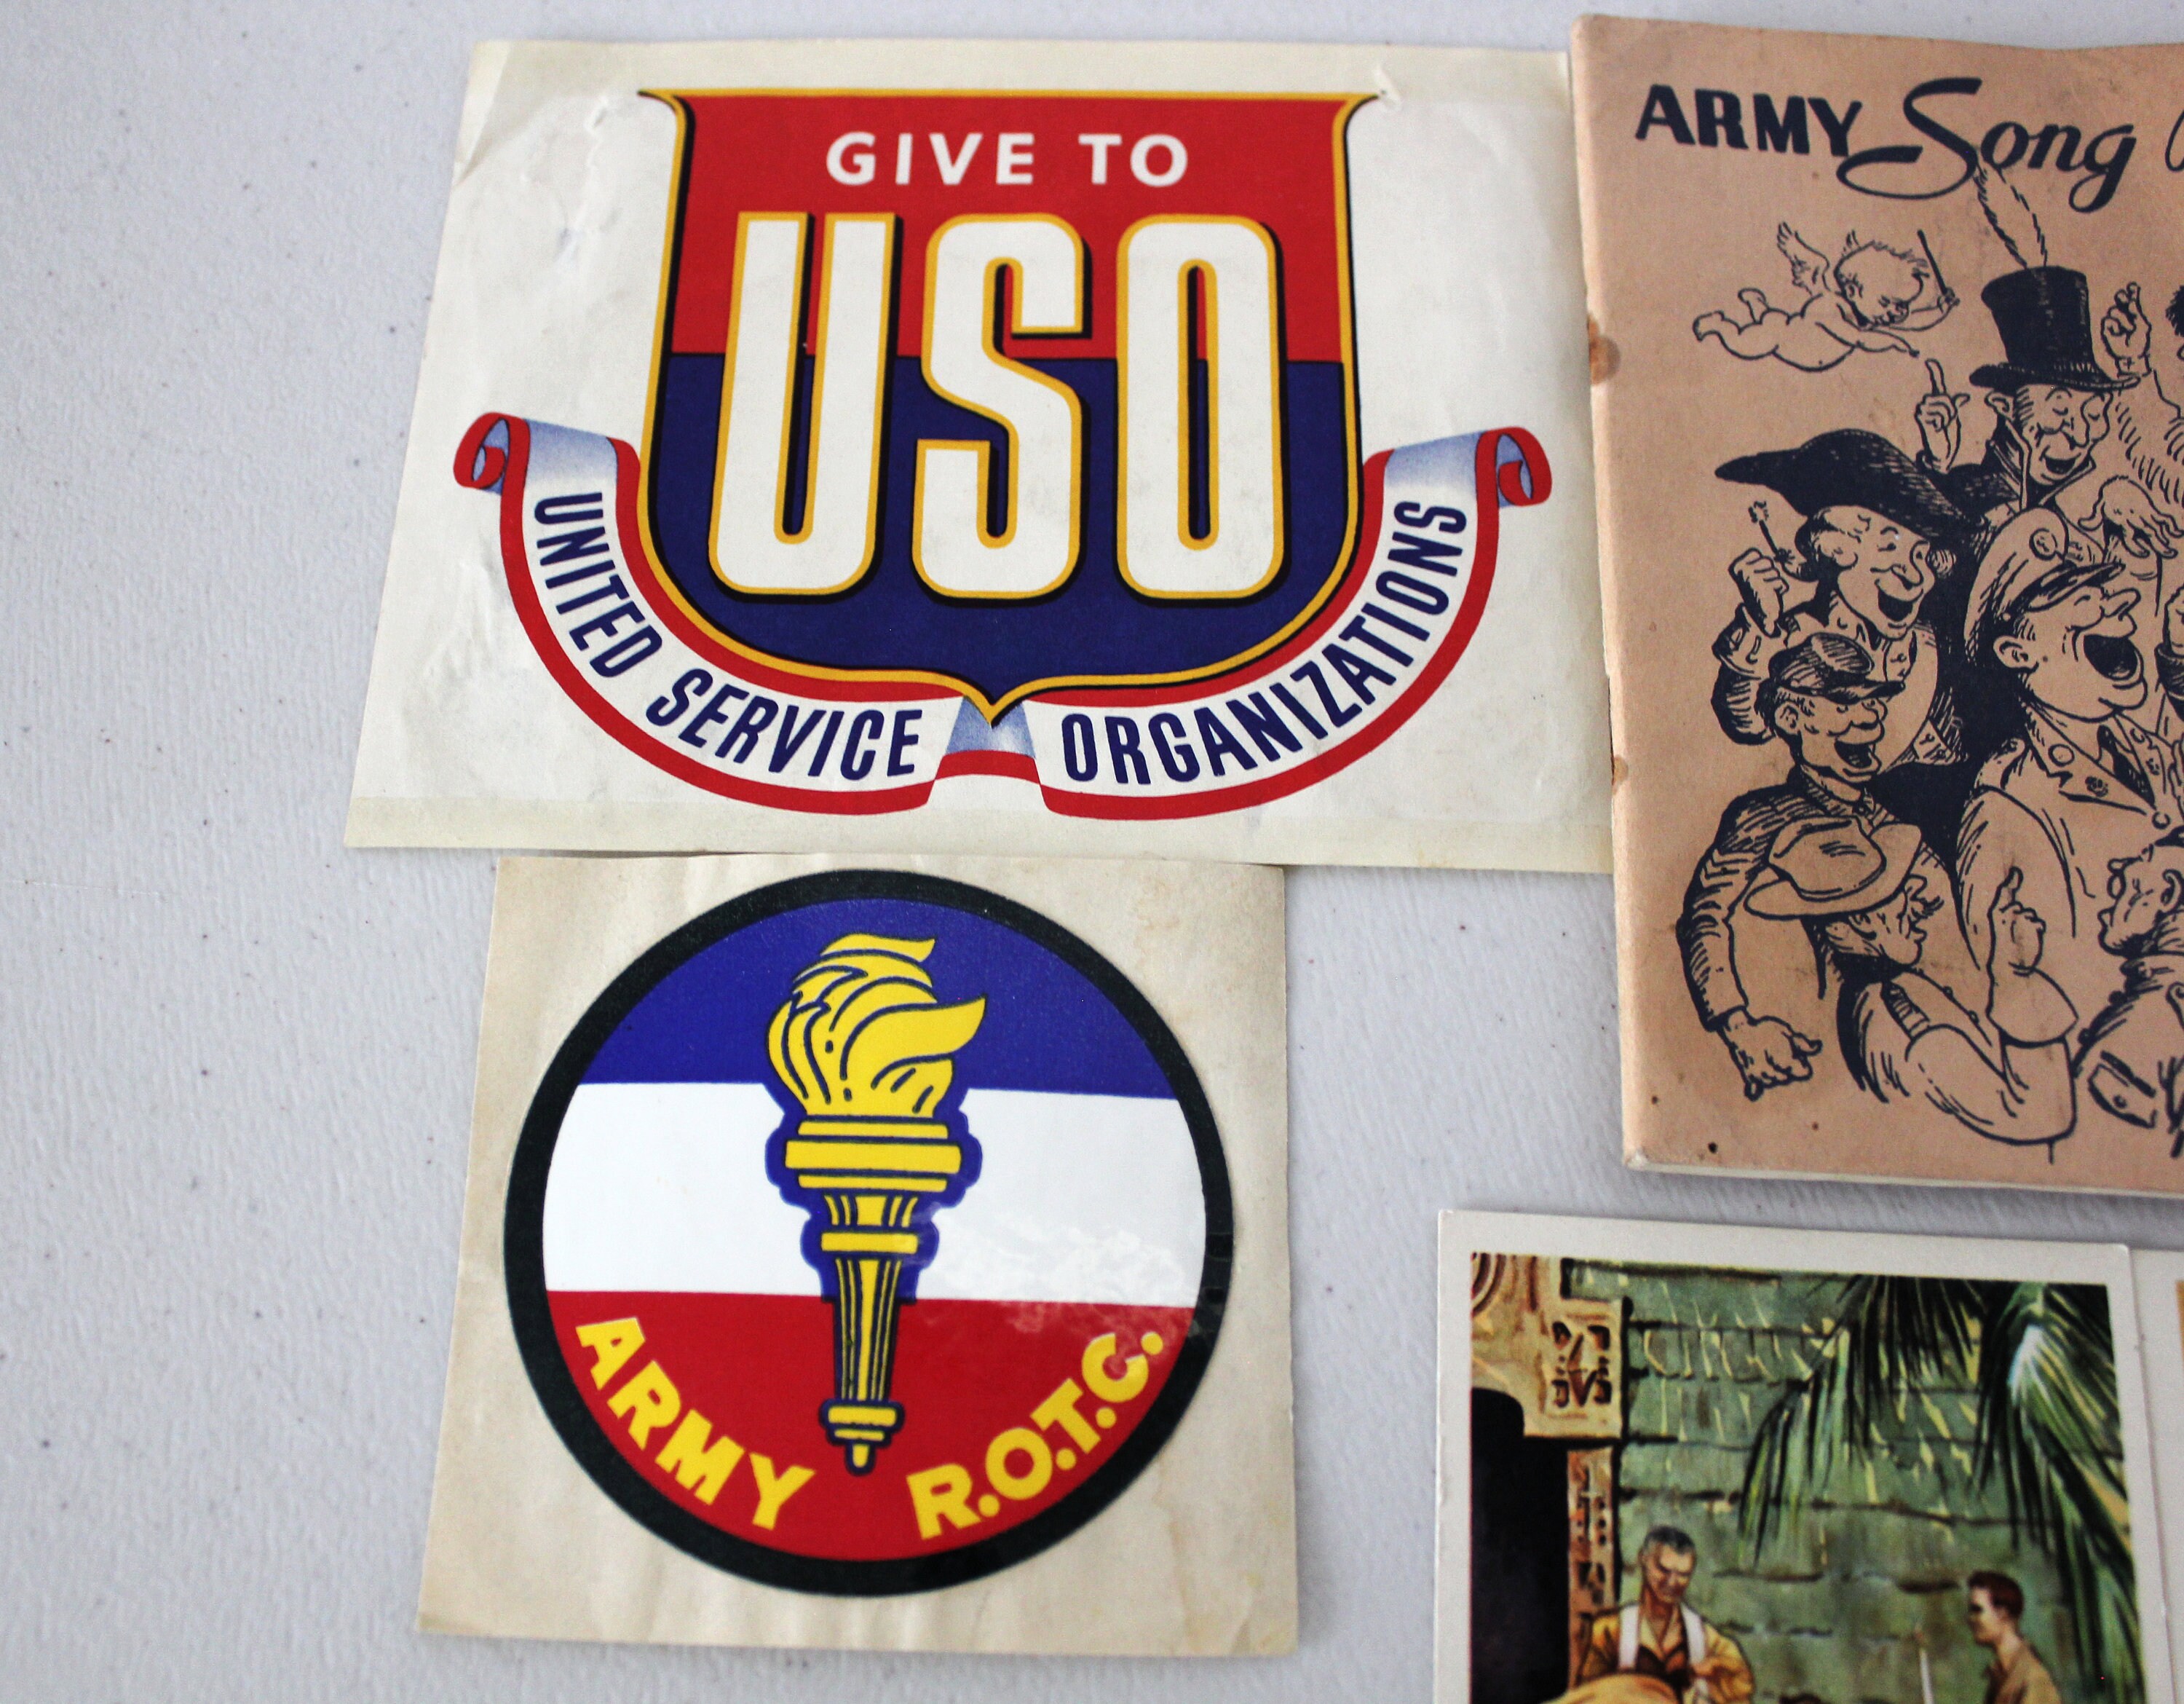 GIVE TO
USO
UNITED SERVICE ORGANIZATIONS
ARMY Song
ARMY R.O.T.C.